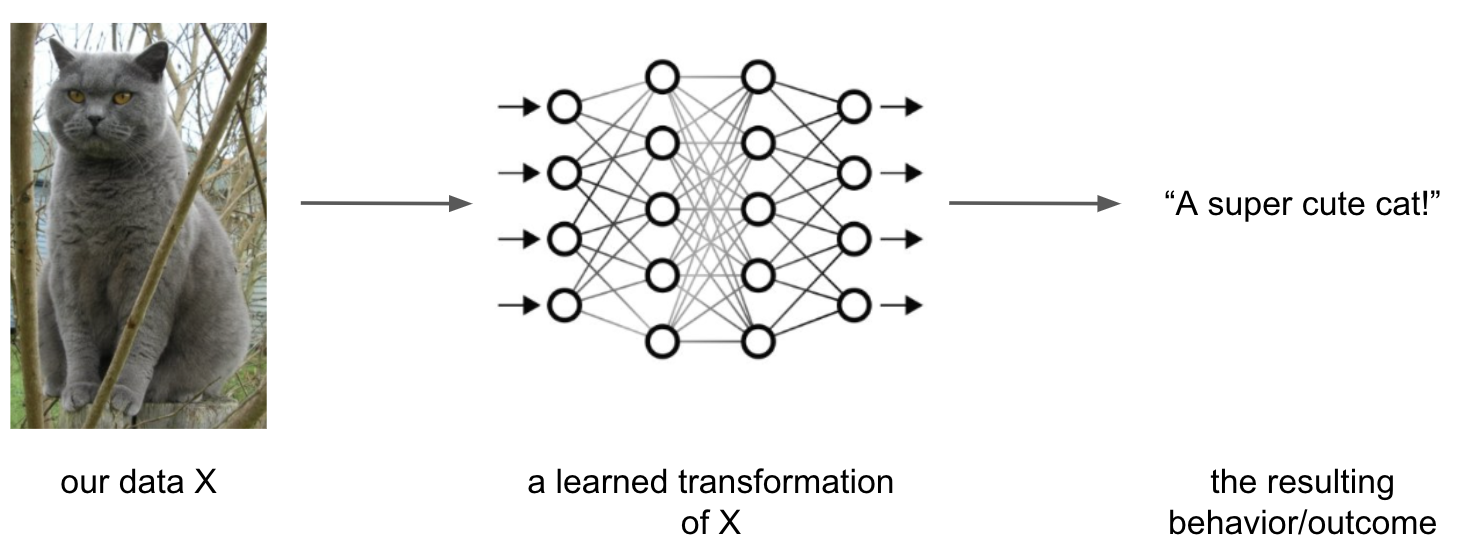 “A super cute cat!”
our data X
a learned transformation
of X
the resulting
behavior/outcome